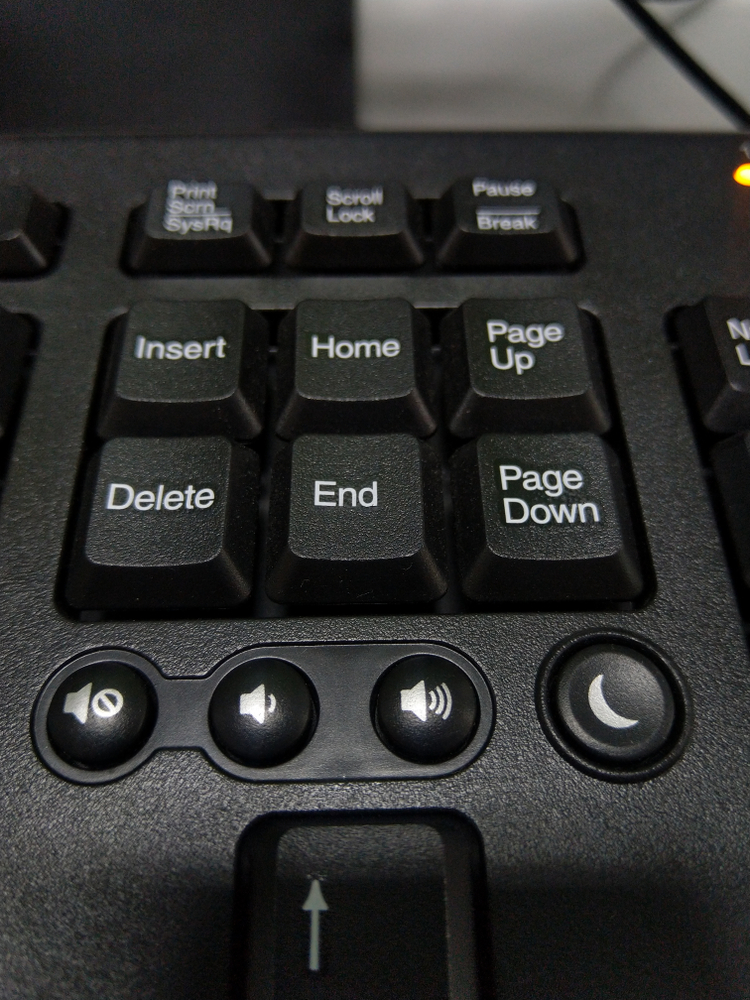 Print
Scrn
SysRq
Scroll
Lock
Pause
Break
Insert
Home
Page
Up
Delete
End
Page
Down